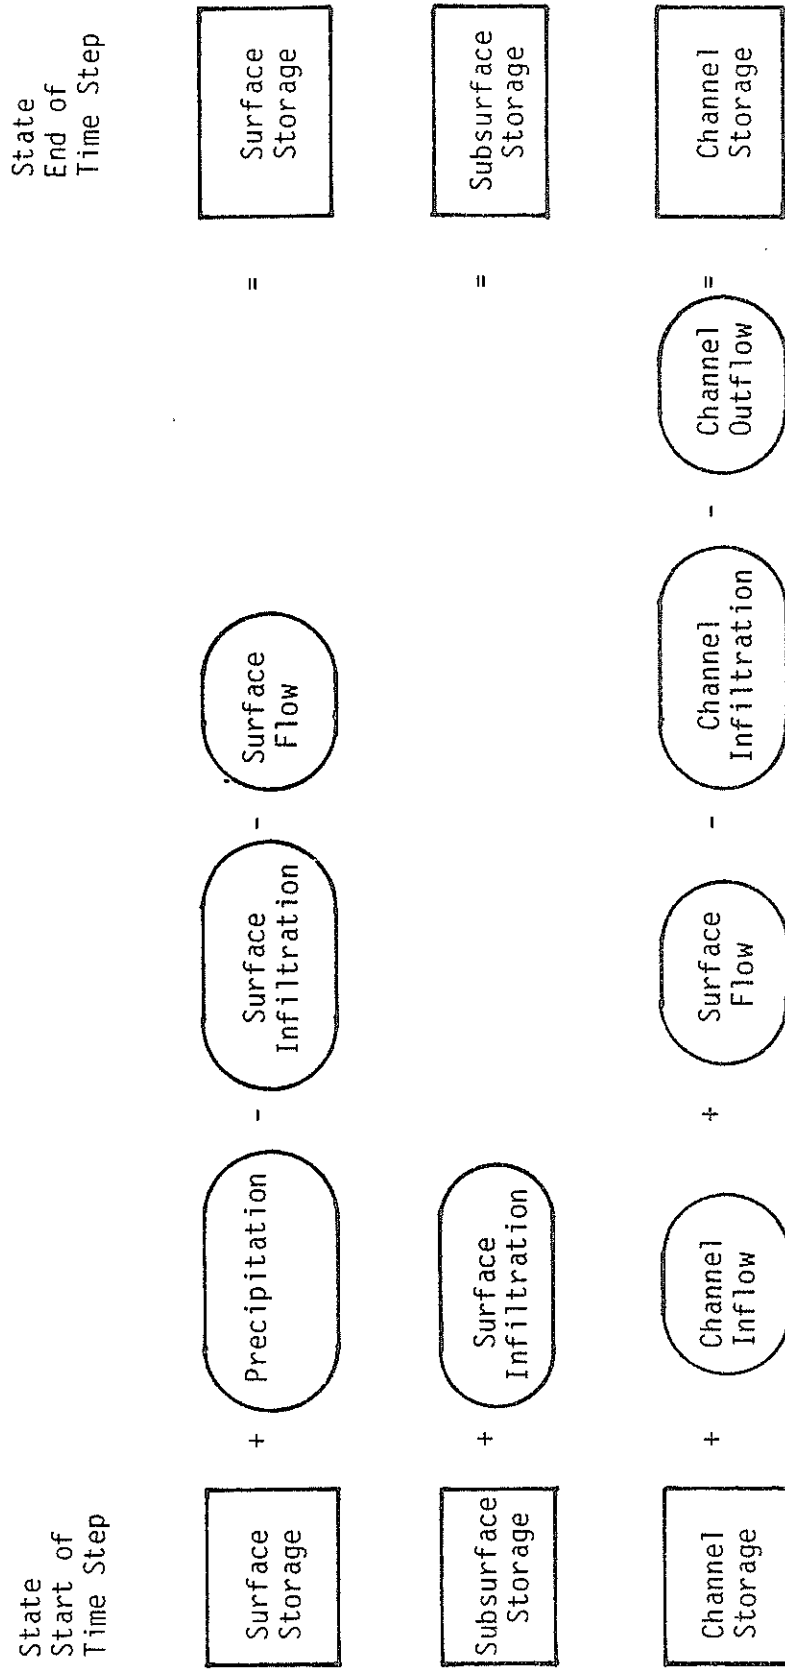 State
Start of
Time Step
State
End of
Time Step
Surface
Storage
+
Precipitation
-
Surface
Infiltration
-
Surface
Flow
=
Surface
Storage
Subsurface
Storage
+
Surface
Infiltration
=
Subsurface
Storage
Channel
Storage
+
Channel
Inflow
+
Surface
Flow
-
Channel
Infiltration
-
Channel
Outflow
=
Channel
Storage